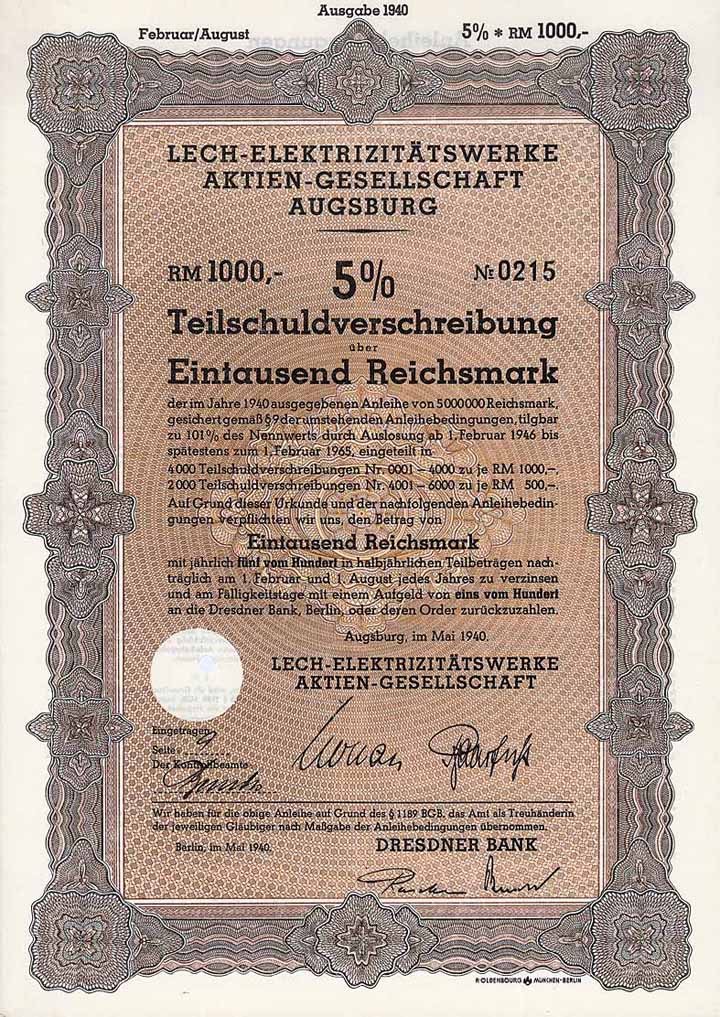 Ausgabe 1940
Februar/August 5% * RM 1000,-
LECH-ELEKTRIZITÄTSWERKE
AKTIEN-GESELLSCHAFT
AUGSBURG
RM 1000,- 5% № 0215
Teilschuldverschreibung
über
Eintausend Reichsmark
der im Jahre 1940 ausgegebenen Anleihe von 5000000 Reichsmark,
gesichert gemäß § 9 der umstehenden Anleihebedingungen, tilgbar
zu 101% des Nennwerts durch Auslosung ab 1. Februar 1946 bis
spätestens zum 1. Februar 1965, eingeteilt in
4000 Teilschuldverschreibungen Nr. 0001 - 4000 zu je RM 1000,-
2000 Teilschuldverschreibungen Nr. 4001 - 6000 zu je RM 500,-
Auf Grund dieser Urkunde und der nachfolgenden Anleihebedin-
gungen verpflichten wir uns, den Betrag von
Eintausend Reichsmark
mit jährlich fünf vom Hundert in halbjährlichen Teilbeträgen nach-
träglich am 1. Februar und 1. August jedes Jahres zu verzinsen
und am Fälligkeitstage mit einem Aufgeld von eins vom Hundert
an die Dresdner Bank, Berlin, oder deren Order zurückzuzahlen.
Augsburg, im Mai 1940.
LECH-ELEKTRIZITÄTSWERKE
AKTIEN-GESELLSCHAFT
Eingetragen
Seite 9
Der Kontrollbeamte
Wir haben für die obige Anleihe auf Grund des § 1189 BGB. das Amt als Treuhänderin
der jeweiligen Gläubiger nach Maßgabe der Anleihebedingungen übernommen.
Berlin, im Mai 1940. DRESDNER BANK
R. OLDENBOURG MÜNCHEN-BERLIN